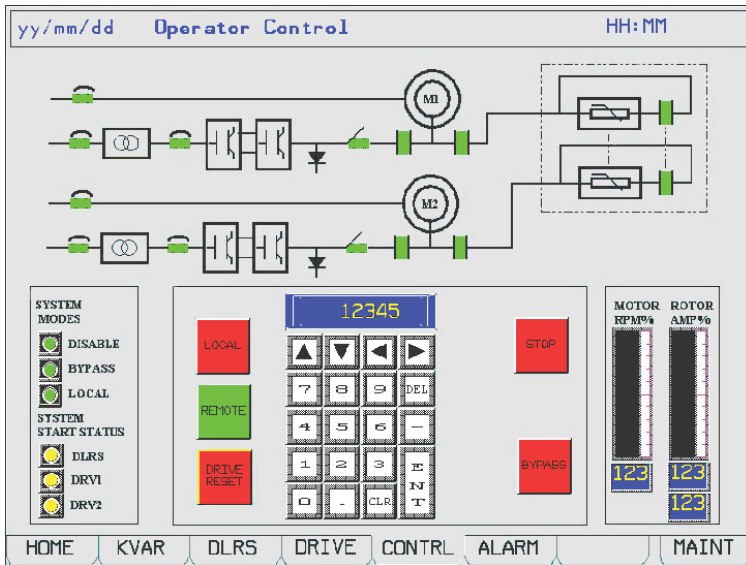 yy/mm/dd Operator Control HH:MM
M1
M2
SYSTEM
MODES
DISABLE
BYPASS
LOCAL
SYSTEM
START STATUS
DLRS
DRV1
DRV2
LOCAL
REMOTE
DRIVE
RESET
12345
7 8 9 DEL
4 5 6 -
1 2 3 ENT
0 . CLR
STOP
BYPASS
MOTOR
RPM%
ROTOR
AMP%
123 123
123
HOME KVAR DLRS DRIVE CONTRL ALARM MAINT